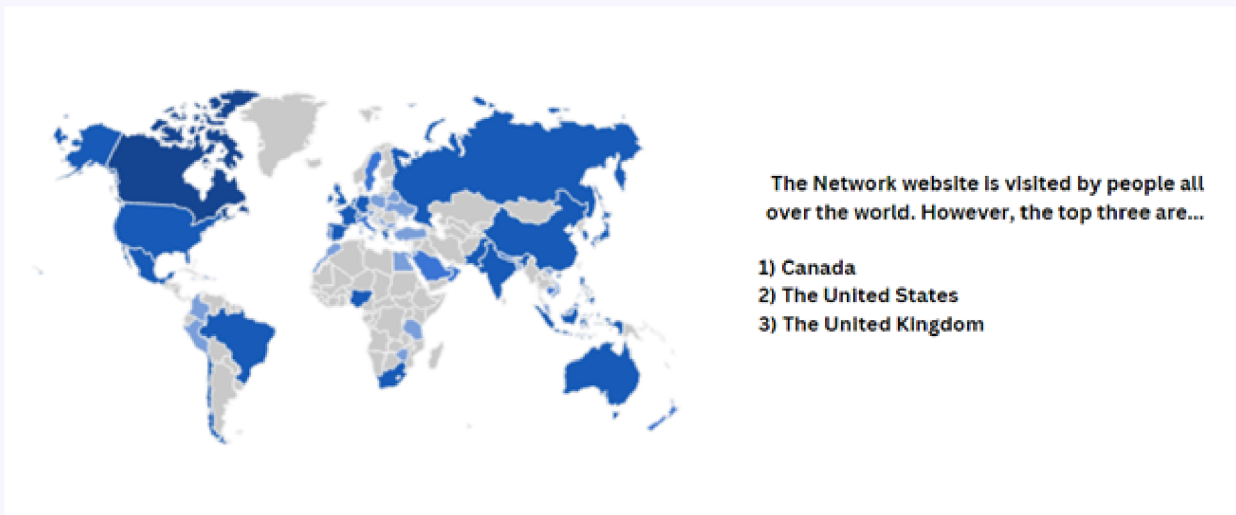 The Network website is visited by people all
over the world. However, the top three are...
1) Canada
2) The United States
3) The United Kingdom